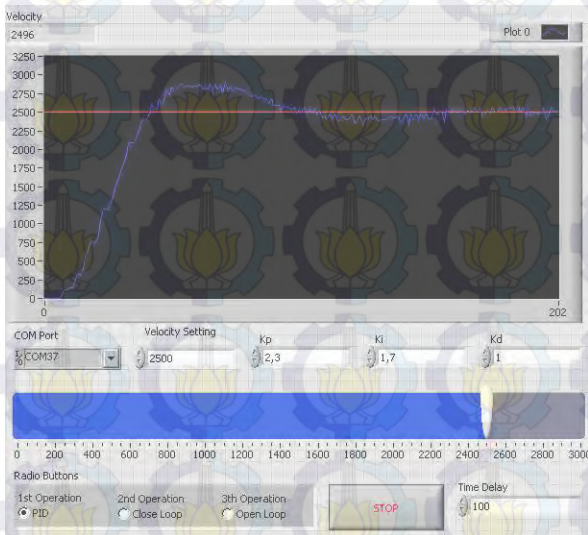 Velocity
2496
Plot 0
3250
3000
2750
2500
2250
2000
1750
1500
1250
1000
750
500
250
0
0 202
COM Port Velocity Setting Kp Ki Kd
COM37 2500 2,3 1,7 1
0 200 400 600 800 1000 1200 1400 1600 1800 2000 2200 2400 2600 2800 3000
Radio Buttons
1st Operation 2nd Operation 3th Operation
PID Close Loop Open Loop
STOP
Time Delay
100